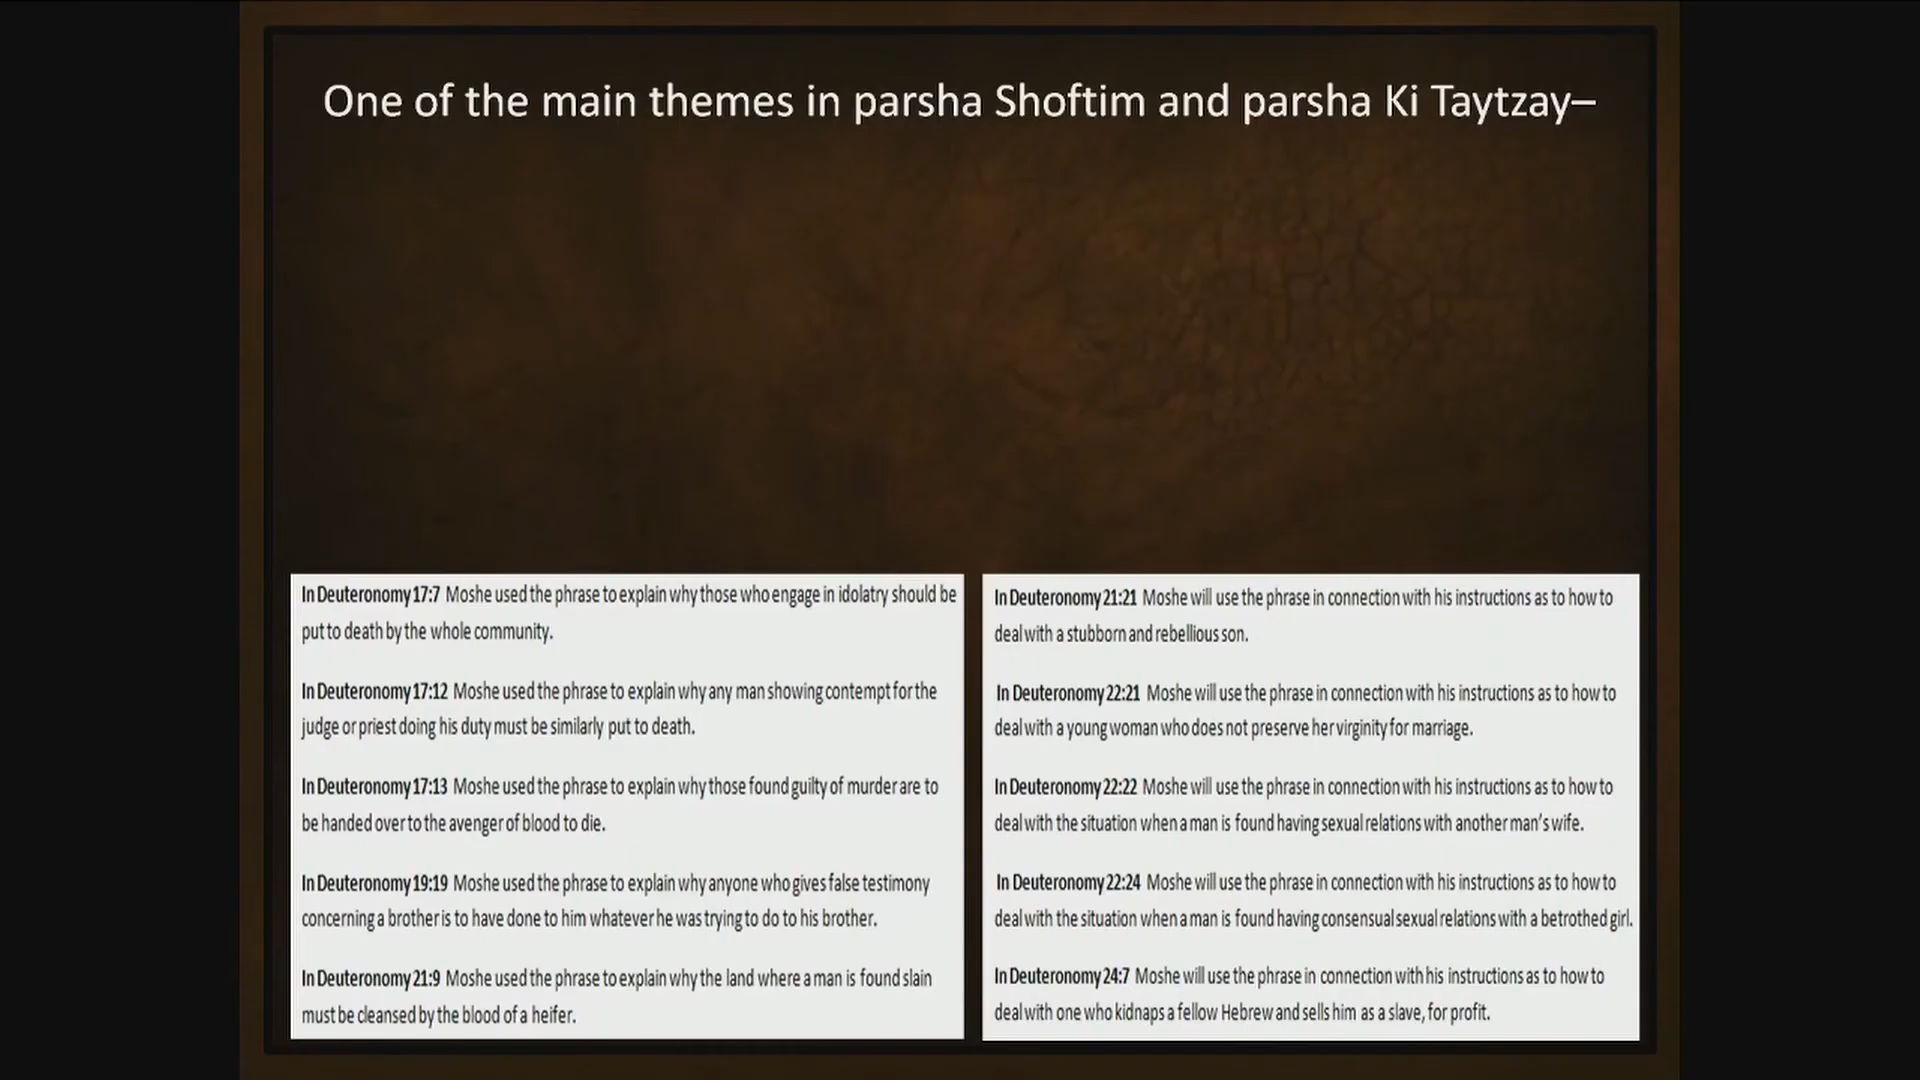 One of the main themes in parsha Shoftim and parsha Ki Taytzay–
In Deuteronomy 17:7 Moshe used the phrase to explain why those who engage in idolatry should be
put to death by the whole community.
In Deuteronomy 17:12 Moshe used the phrase to explain why any man showing contempt for the
judge or priest doing his duty must be similarly put to death.
In Deuteronomy 17:13 Moshe used the phrase to explain why those found guilty of murder are to
be handed over to the avenger of blood to die.
In Deuteronomy 19:19 Moshe used the phrase to explain why anyone who gives false testimony
concerning a brother is to have done to him whatever he was trying to do to his brother.
In Deuteronomy 21:9 Moshe used the phrase to explain why the land where a man is found slain
must be cleansed by the blood of a heifer.
In Deuteronomy 21:21 Moshe will use the phrase in connection with his instructions as to how to
deal with a stubborn and rebellious son.
In Deuteronomy 22:21 Moshe will use the phrase in connection with his instructions as to how to
deal with a young woman who does not preserve her virginity for marriage.
In Deuteronomy 22:22 Moshe will use the phrase in connection with his instructions as to how to
deal with the situation when a man is found having sexual relations with another man's wife.
In Deuteronomy 22:24 Moshe will use the phrase in connection with his instructions as to how to
deal with the situation when a man is found having consensual sexual relations with a betrothed girl.
In Deuteronomy 24:7 Moshe will use the phrase in connection with his instructions as to how to
deal with one who kidnaps a fellow Hebrew and sells him as a slave, for profit.